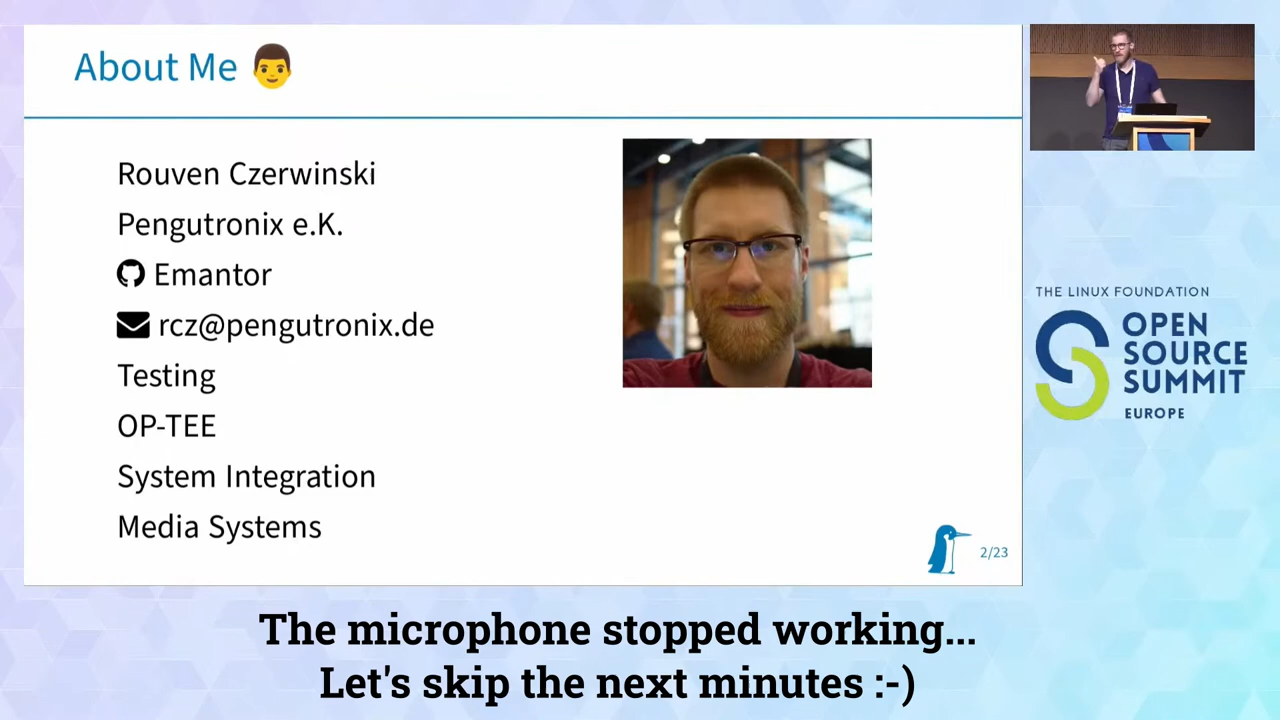 About Me
Rouven Czerwinski
Pengutronix e.K.
Emantor
rcz@pengutronix.de
Testing
OP-TEE
System Integration
Media Systems
2/23
THE LINUX FOUNDATION
OPEN
SOURCE
SUMMIT
EUROPE
The microphone stopped working...
Let's skip the next minutes :-)